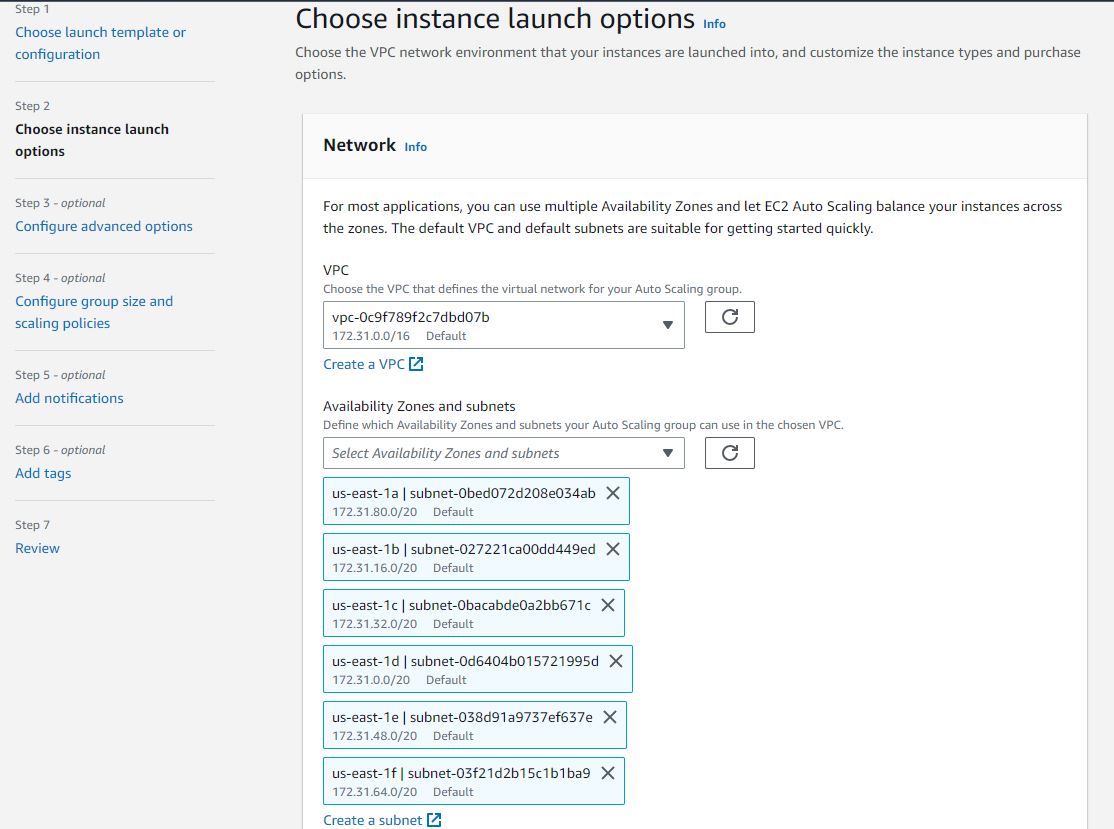 Step 1
Choose launch template or
configuration
Step 2
Choose instance launch
options
Step 3 - optional
Configure advanced options
Step 4 - optional
Configure group size and
scaling policies
Step 5 - optional
Add notifications
Step 6 - optional
Add tags
Step 7
Review
Choose instance launch options Info
Choose the VPC network environment that your instances are launched into, and customize the instance types and purchase
options.
Network Info
For most applications, you can use multiple Availability Zones and let EC2 Auto Scaling balance your instances across
the zones. The default VPC and default subnets are suitable for getting started quickly.
VPC
Choose the VPC that defines the virtual network for your Auto Scaling group.
vpc-0c9f789f2c7dbd07b
172.31.0.0/16 Default
Create a VPC
Availability Zones and subnets
Define which Availability Zones and subnets your Auto Scaling group can use in the chosen VPC.
Select Availability Zones and subnets
us-east-1a | subnet-0bed072d208e034ab
172.31.80.0/20 Default
us-east-1b | subnet-027221ca00dd449ed
172.31.16.0/20 Default
us-east-1c | subnet-0bacabde0a2bb671c
172.31.32.0/20 Default
us-east-1d | subnet-0d6404b015721995d
172.31.0.0/20 Default
us-east-1e | subnet-038d91a9737ef637e
172.31.48.0/20 Default
us-east-1f | subnet-03f21d2b15c1b1ba9
172.31.64.0/20 Default
Create a subnet